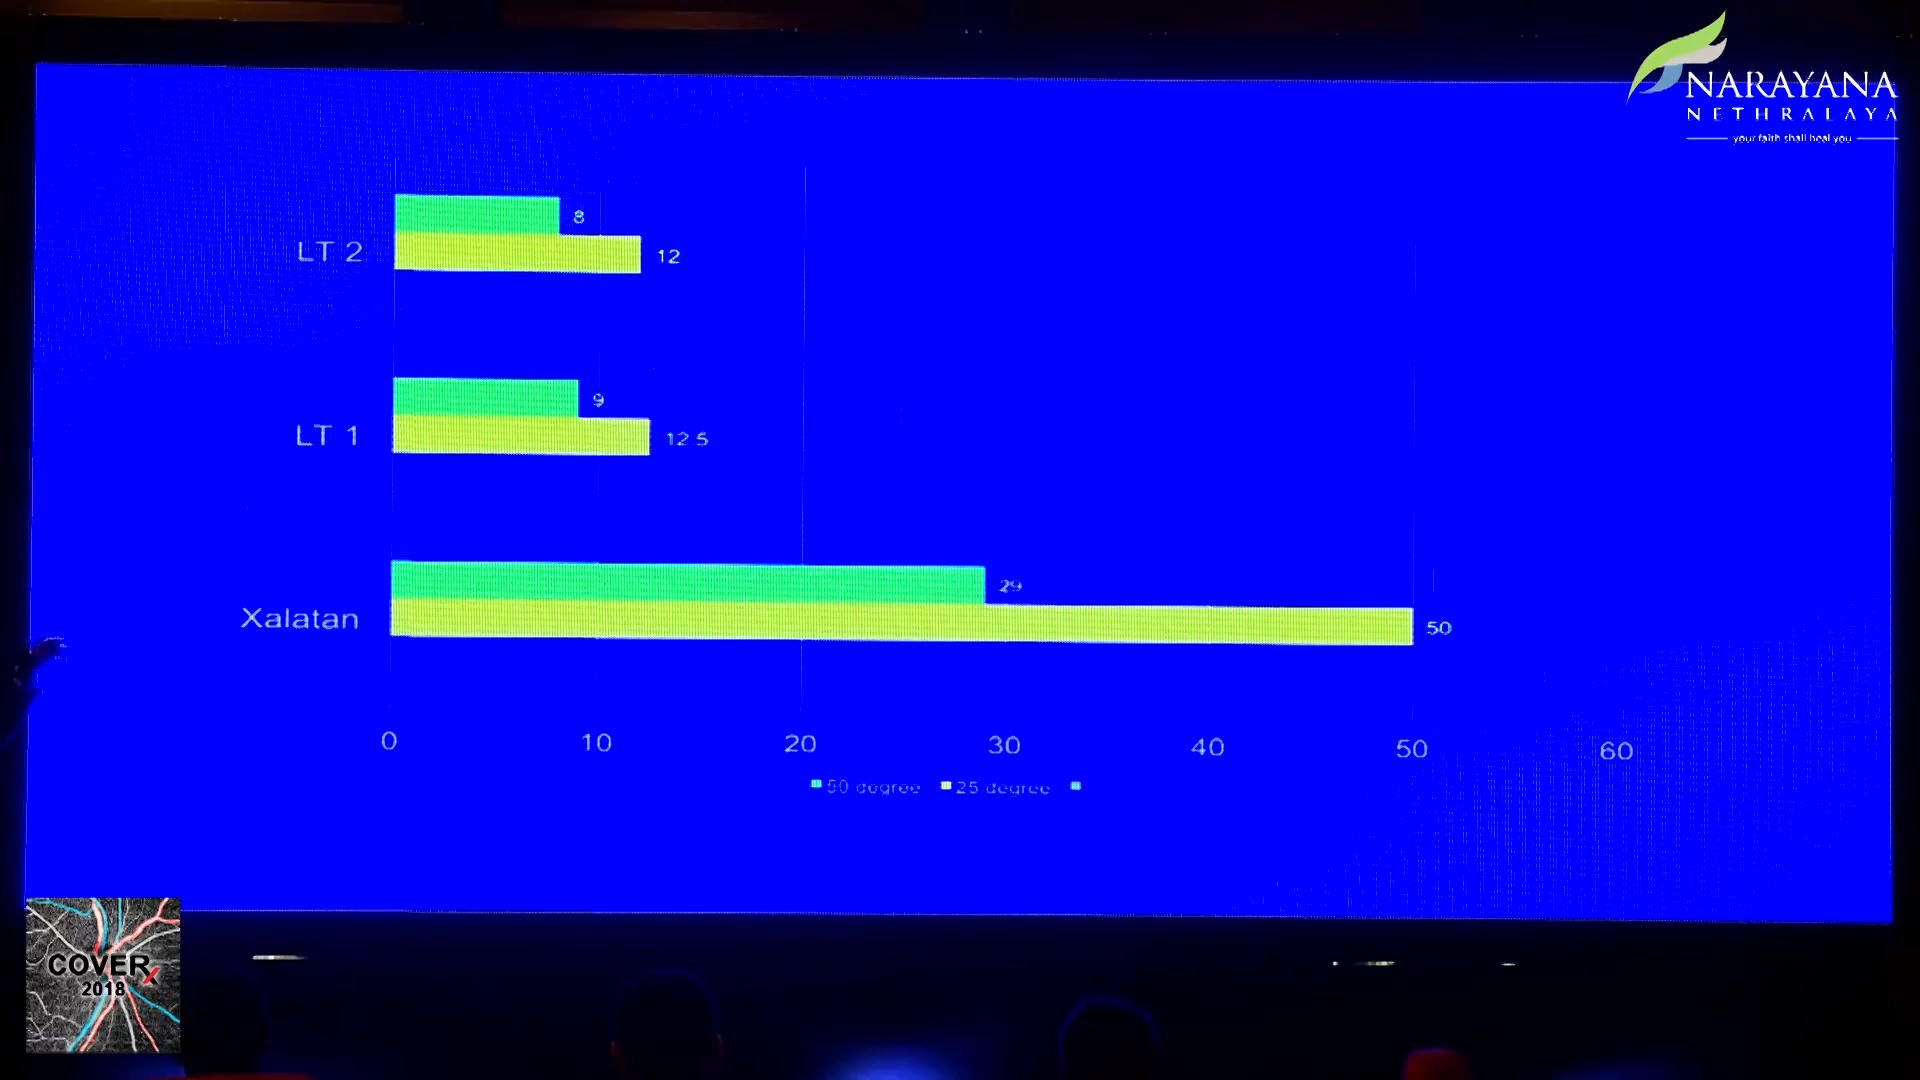 NARAYANA
NETHRALAYA
your faith shall heal you
8
LT 2
12
9
LT 1
12 5
29
Xalatan
50
0 10 20 30 40 50 60
50 degree 25 degree
COVERx
2018